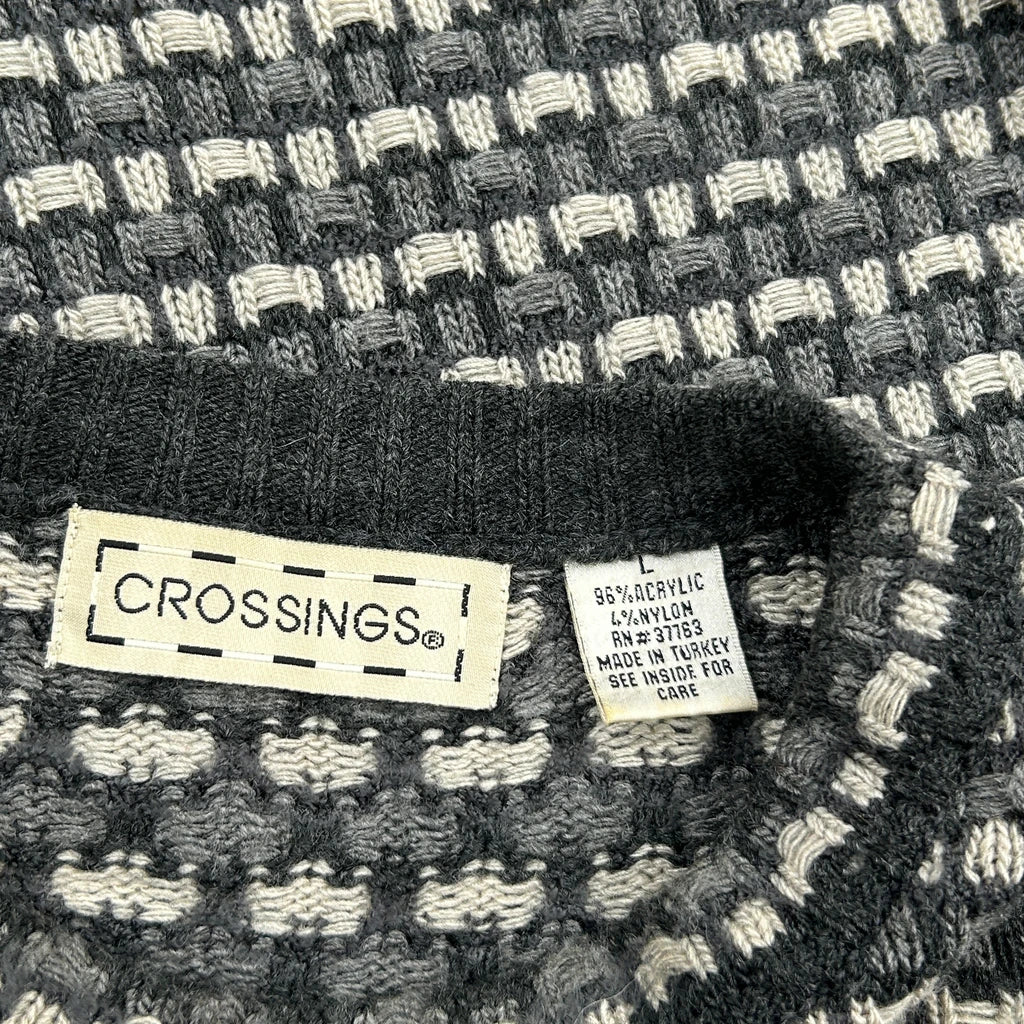 CROSSINGS®
L
96% ACRYLIC
4% NYLON
RN#: 37763
MADE IN TURKEY
SEE INSIDE FOR
CARE